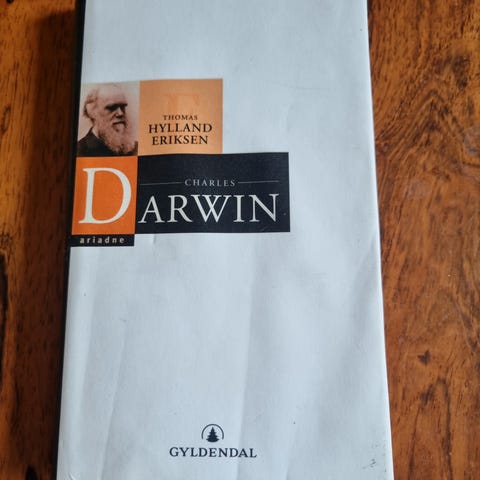 THOMAS
HYLLAND
ERIKSEN
CHARLES
DARWIN
ariadne
GYLDENDAL